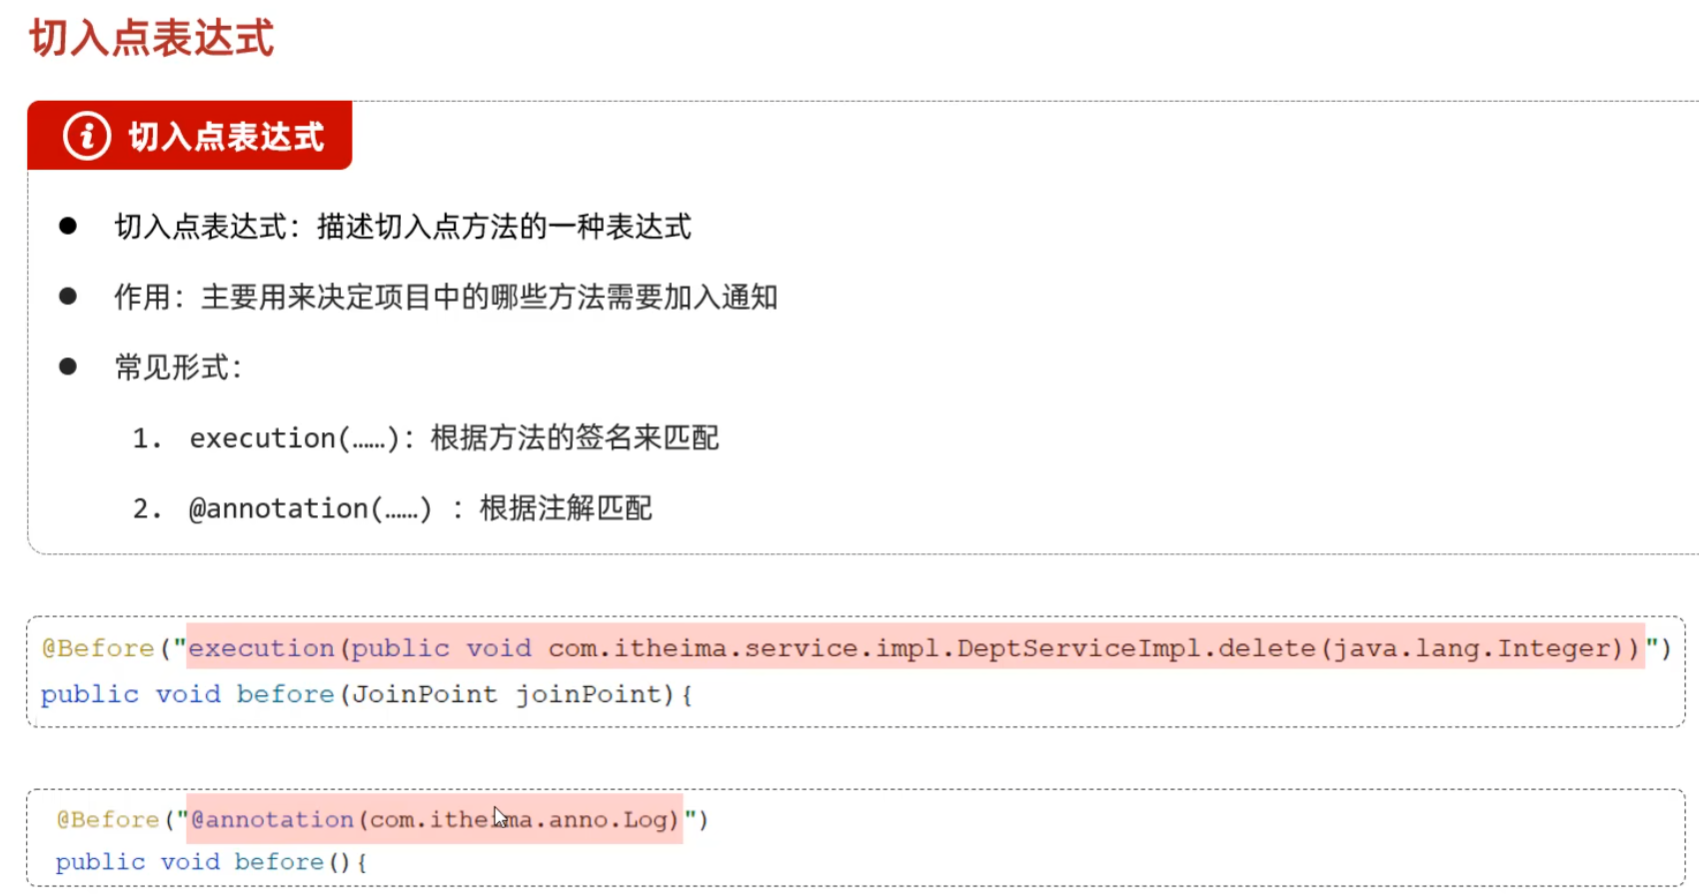 切入点表达式
切入点表达式
● 切入点表达式：描述切入点方法的一种表达式
● 作用：主要用来决定项目中的哪些方法需要加入通知
● 常见形式：
1. execution(……)：根据方法的签名来匹配
2. @annotation(……) ：根据注解匹配
@Before("execution(public void com.itheima.service.impl.DeptServiceImpl.delete(java.lang.Integer))")
public void before(JoinPoint joinPoint){
@Before("@annotation(com.itheima.anno.Log)")
public void before(){